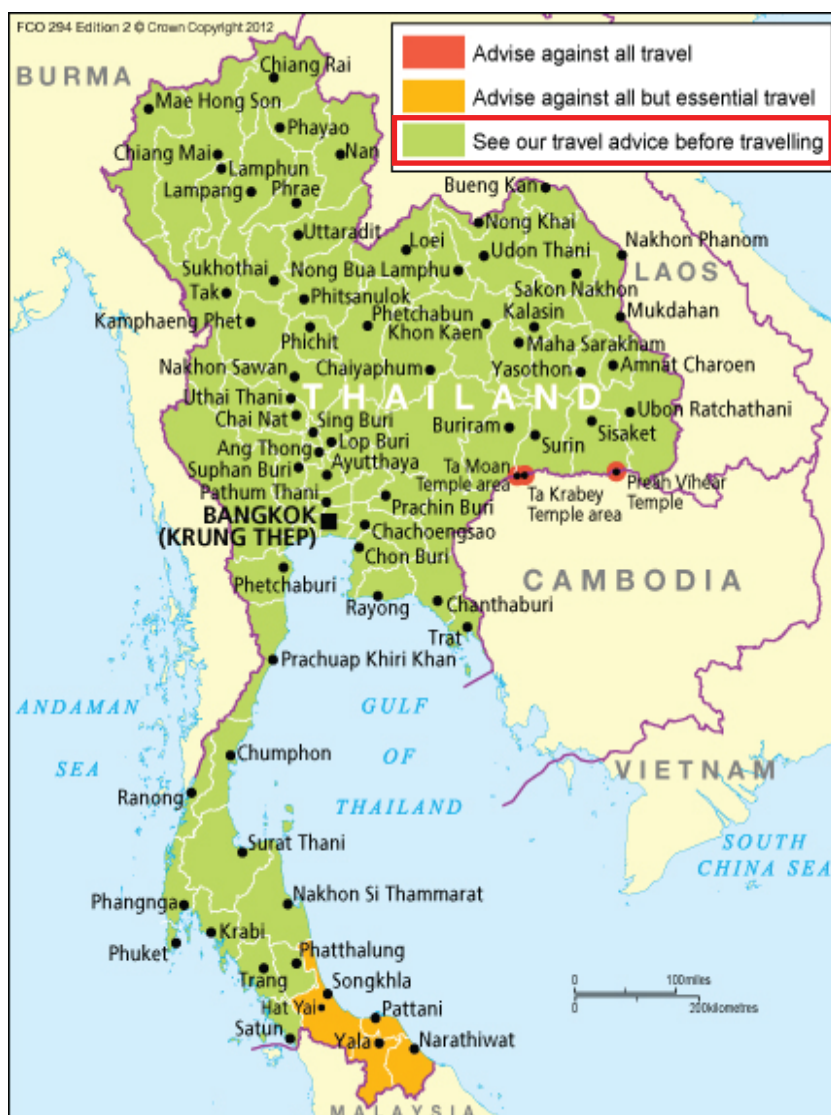 FCO 294 Edition 2 © Crown Copyright 2012
Advise against all travel
Advise against all but essential travel
See our travel advice before travelling
BURMA
Chiang Rai
Mae Hong Son
Phayao
Chiang Mai
Nan
Lamphun
Lampang
Phrae
Bueng Kan
Uttaradit
Nong Khai
Loei
Udon Thani
Nakhon Phanom
LAOS
Sukhothai
Nong Bua Lamphu
Sakon Nakhon
Tak
Phitsanulok
Phetchabun
Kalasin
Mukdahan
Kamphaeng Phet
Khon Kaen
Phichit
Maha Sarakham
Nakhon Sawan
Chaiyaphum
Yasothon
Amnat Charoen
THAILAND
Uthai Thani
Chai Nat
Sing Buri
Buriram
Ubon Ratchathani
Ang Thong
Lop Buri
Surin
Sisaket
Suphan Buri
Ayutthaya
Ta Moan
Temple area
Preah Vihear
Temple
Pathum Thani
Prachin Buri
Ta Krabey
Temple area
BANGKOK
(KRUNG THEP)
Chachoengsao
Chon Buri
CAMBODIA
Phetchaburi
Rayong
Chanthaburi
Trat
Prachuap Khiri Khan
ANDAMAN
SEA
GULF
OF
THAILAND
Chumphon
VIETNAM
Ranong
SOUTH
CHINA SEA
Surat Thani
Phangnga
Nakhon Si Thammarat
Krabi
Phuket
Phatthalung
Trang
Songkhla
Hat Yai
Pattani
Satun
Yala
Narathiwat
0 100miles
0 200kilometres
MALAYSIA